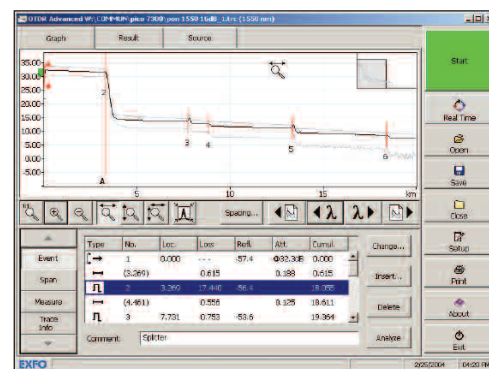 OTDR Advanced W:\COMMUN\pico 7300\pon 1550 16dB_1.trc (1550 nm)
Graph Result Source
Start
35.00
30.00
25.00
20.00
15.00
10.00
5.00
0.00
-5.00
2
3
4
5
6
A
5 10 15 km
Real Time
Open
Save
Close
Setup
Print
About
Exit
Spacing...
Event
Span
Measure
Trace Info
Type No. Loc. Loss Refl. Att. Cumul.
1 0.000 --- -57.4 0.000
(3.269) 0.615 0.188 0.615
2 3.269 17.440 -56.4 18.055
(4.461) 0.556 0.125 18.611
3 7.731 0.753 -53.6 19.364
Change...
Insert...
Delete
Analyze
Comment: Splitter
EXFO
2/25/2004 04:20 PM